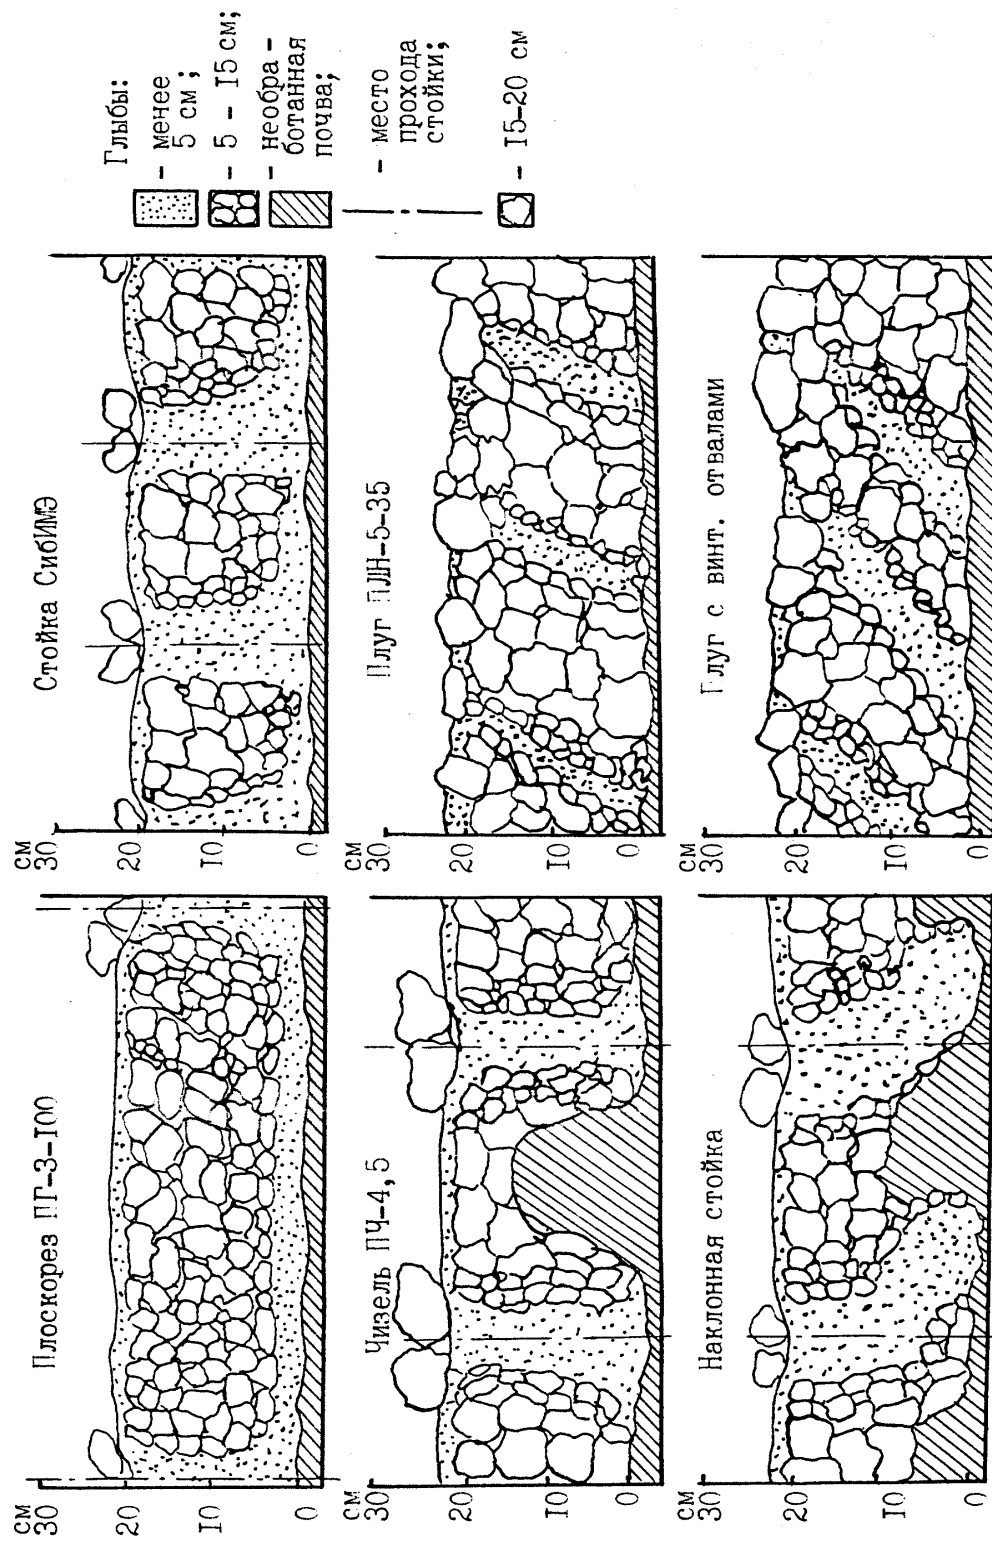 Плоскорез ПГ-3-100
см
30
20
10
0
Стойка СибИМЭ
см
30
20
10
0
Чизель ПЧ-4,5
см
30
20
10
0
Плуг ПЛН-5-35
см
30
20
10
0
Наклонная стойка
см
30
20
10
0
Плуг с винт. отвалами
см
30
20
10
0
Глыбы:
- менее
5 см;
- 5 - 15 см;
- необра-
ботанная
почва;
- место
прохода
стойки;
- 15-20 см